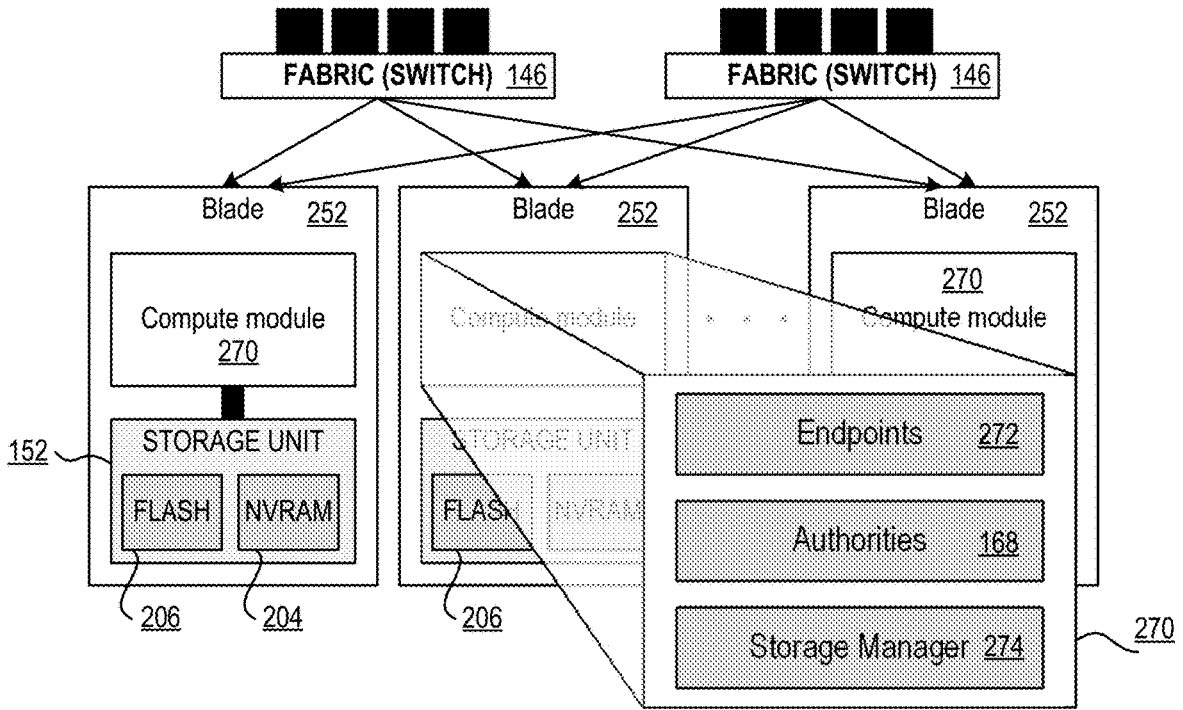 FABRIC (SWITCH) 146
FABRIC (SWITCH) 146
Blade 252
Blade 252
Blade 252
Compute module
270
Compute module
. . .
270
Compute module
152
STORAGE UNIT
FLASH
NVRAM
206
204
STORAGE UNIT
FLASH
NVRAM
206
Endpoints 272
Authorities 168
Storage Manager 274
270